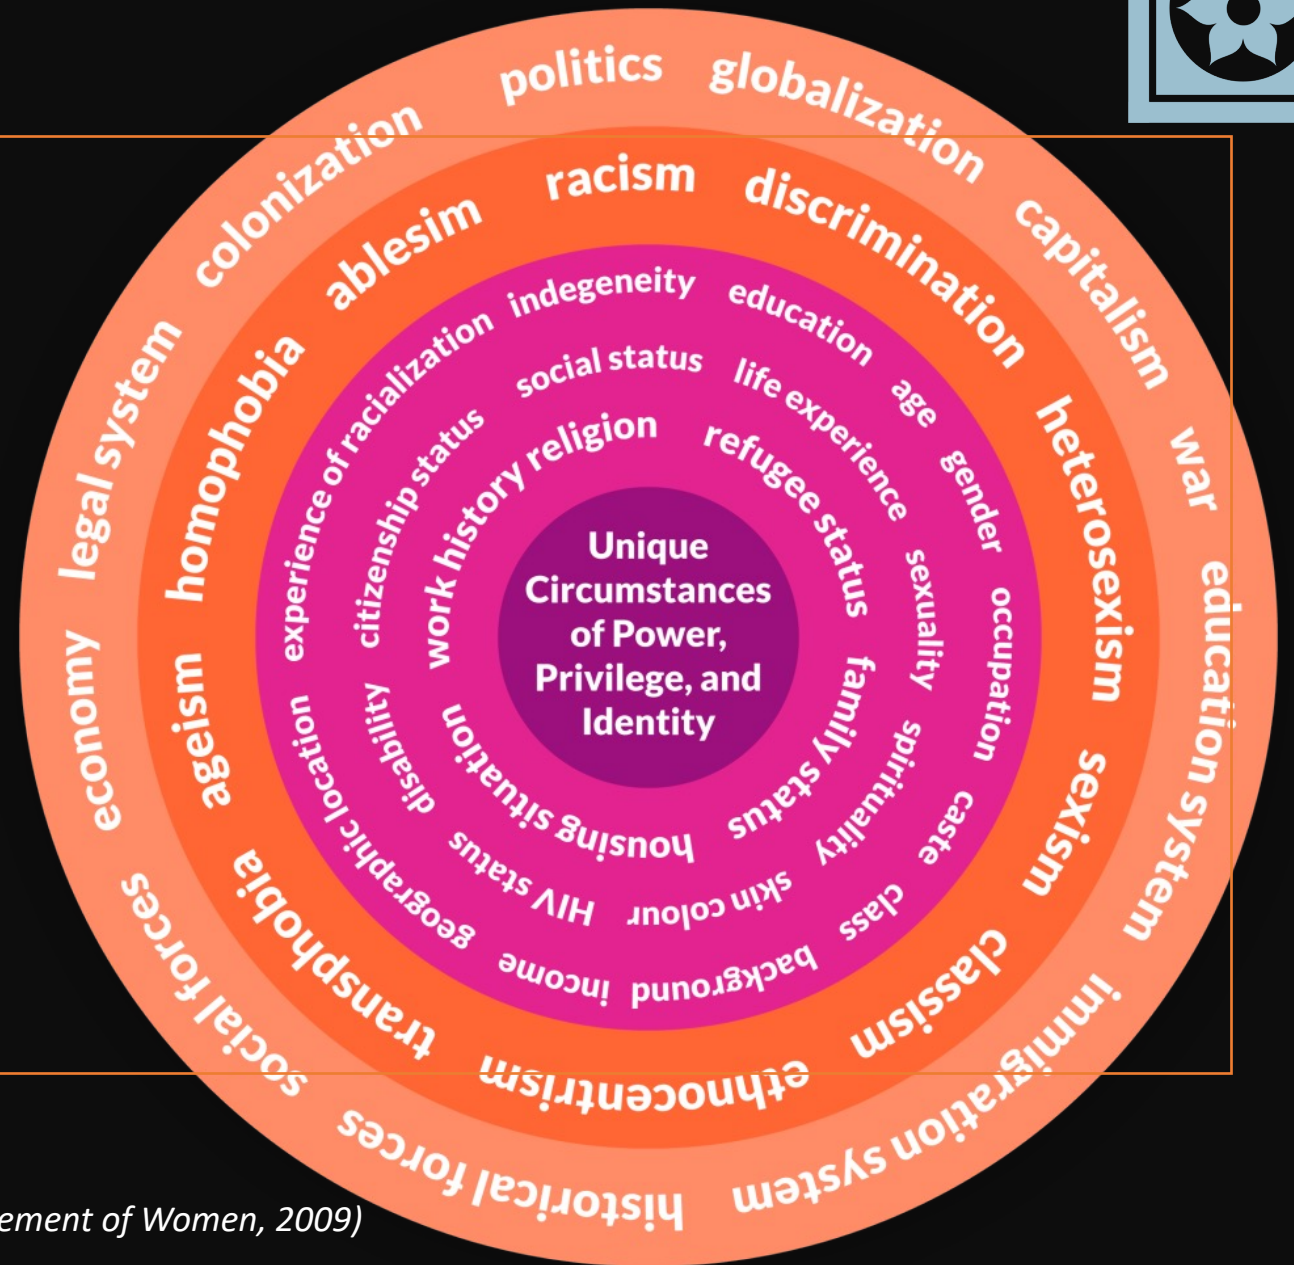 politics
globalization
capitalism
war
education system
immigration system
historical forces
social forces
economy
legal system
colonization
racism
discrimination
heterosexism
sexism
classism
ethnocentrism
transphobia
ageism
homophobia
ablesim
indegeneity
education
age
gender
occupation
caste
class
background
income
geographic location
experience of racialization
social status
life experience
sexuality
spirituality
skin colour
HIV status
disability
citizenship status
religion
refugee status
family status
housing situation
work history
Unique
Circumstances
of Power,
Privilege, and
Identity
ement of Women, 2009)